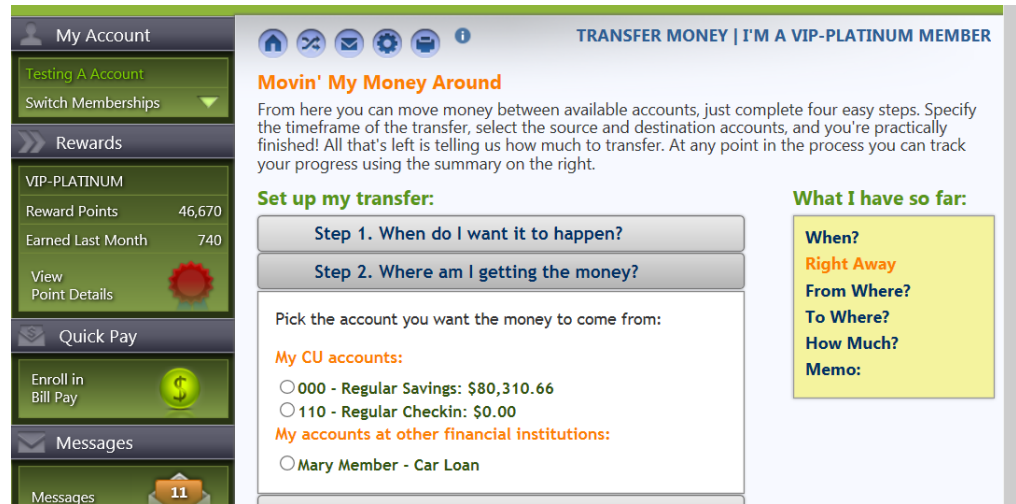 My Account
Testing A Account
Switch Memberships
Rewards
VIP-PLATINUM
Reward Points 46,670
Earned Last Month 740
View
Point Details
Quick Pay
Enroll in
Bill Pay
$
Messages
Messages
11
TRANSFER MONEY | I'M A VIP-PLATINUM MEMBER
Movin' My Money Around
From here you can move money between available accounts, just complete four easy steps. Specify
the timeframe of the transfer, select the source and destination accounts, and you're practically
finished! All that's left is telling us how much to transfer. At any point in the process you can track
your progress using the summary on the right.
Set up my transfer:
Step 1. When do I want it to happen?
Step 2. Where am I getting the money?
Pick the account you want the money to come from:
My CU accounts:
000 - Regular Savings: $80,310.66
110 - Regular Checkin: $0.00
My accounts at other financial institutions:
Mary Member - Car Loan
What I have so far:
When?
Right Away
From Where?
To Where?
How Much?
Memo: